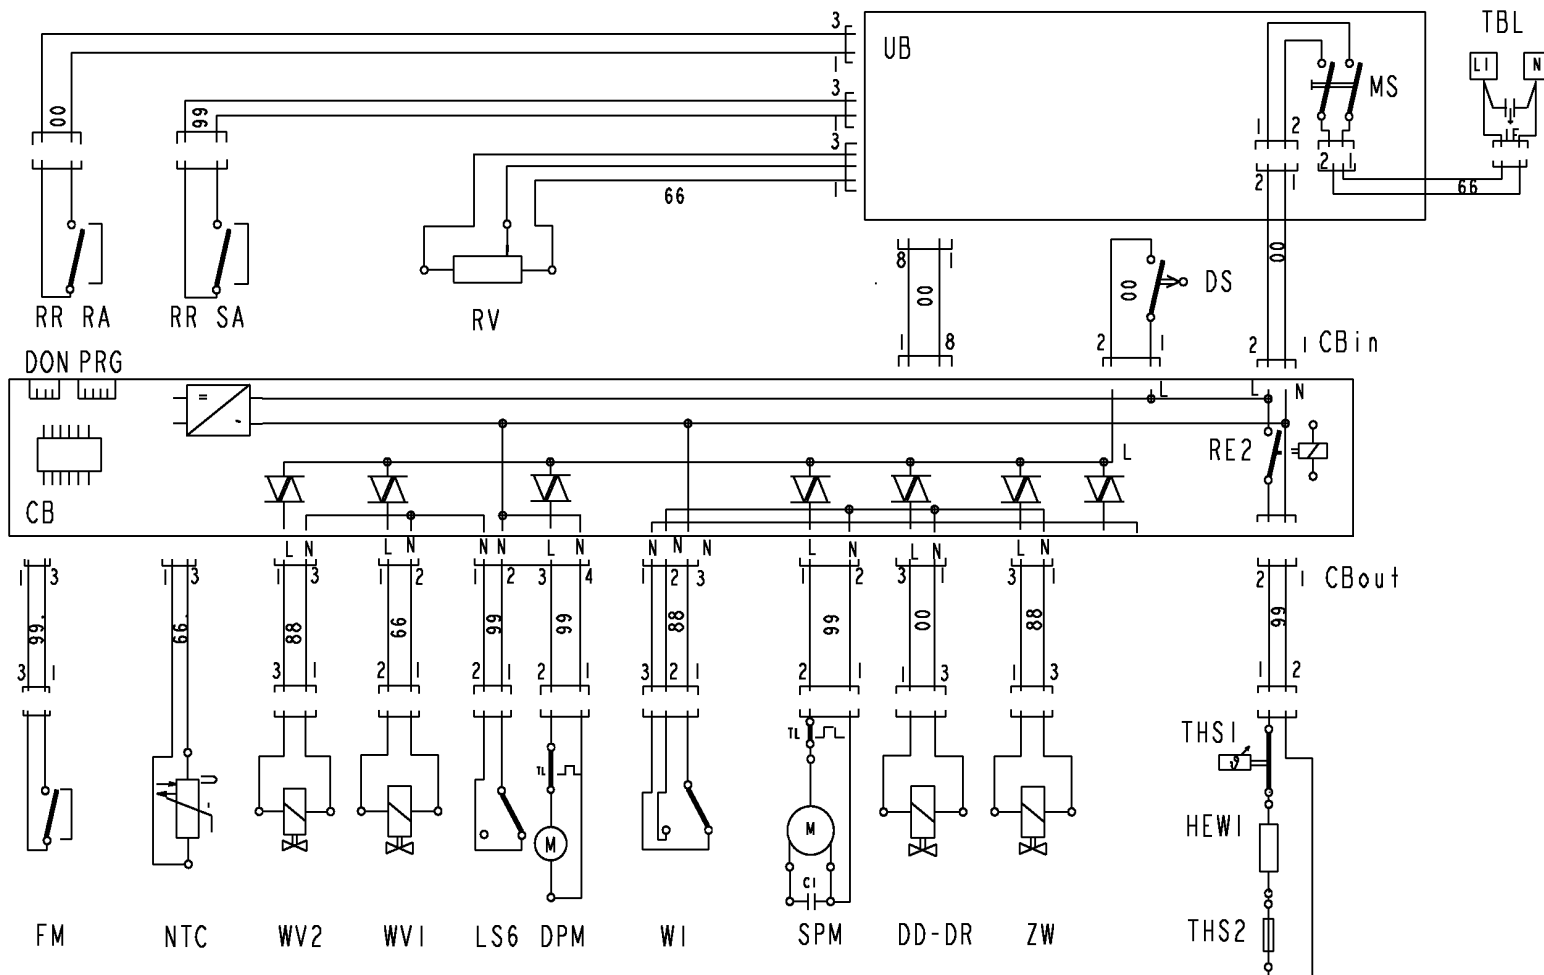 3 UB TBL
1 L1 N
3 MS
00 99 1 1 2 1F
3 2 1
1 66 2 1 66
8 1 00 DS 00
RR RA RR SA RV 00
1 8 2 1 2 1 CBin
DON PRG
= L L N
- RE2
L
CB
L N L N N N L N N N N L N L N L N
1 3 1 3 1 3 1 2 1 2 3 4 1 2 3 1 2 3 1 3 1 2 1 CBout
99. 66. 88 66 99 99 88 99 00 88 99
3 1 3 1 2 1 2 1 2 1 3 2 1 2 1 1 3 1 3 1 2
TL THS1
TL ϑ
M M HEW1
C1
FM NTC WV2 WV1 LS6 DPM W1 SPM DD-DR ZW THS2